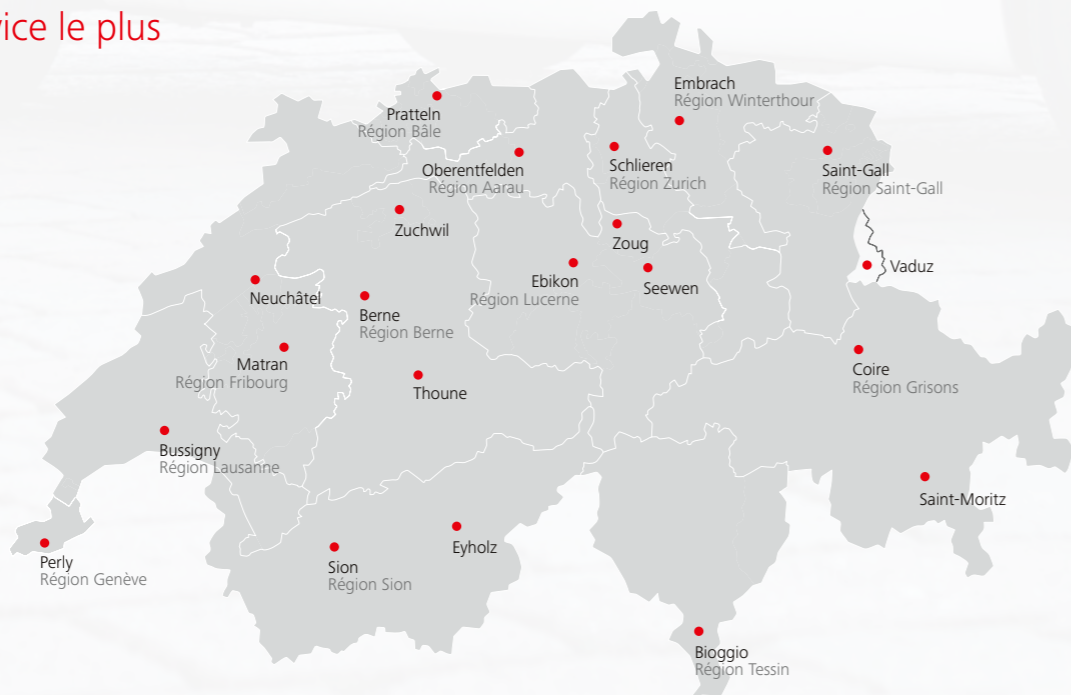 vice le plus
Embrach
Région Winterthour
Pratteln
Région Bâle
Oberentfelden
Région Aarau
Schlieren
Région Zurich
Saint-Gall
Région Saint-Gall
Zuchwil
Zoug
Vaduz
Ebikon
Région Lucerne
Seewen
Neuchâtel
Berne
Région Berne
Matran
Région Fribourg
Thoune
Coire
Région Grisons
Bussigny
Région Lausanne
Saint-Moritz
Eyholz
Perly
Région Genève
Sion
Région Sion
Bioggio
Région Tessin